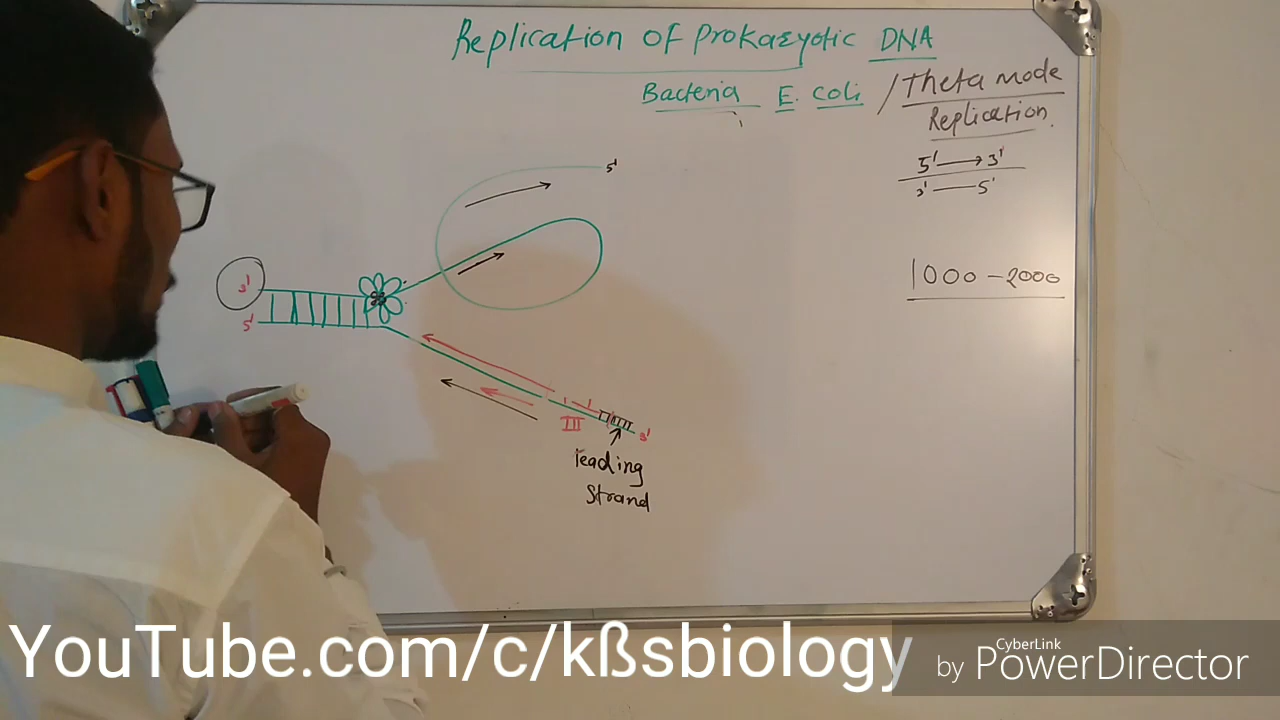 Replication of Prokaryotic DNA
Bacteria E. coli / Theta mode
Replication.
5' → 3'
3' — 5'
1000 - 2000
5'
3'
5'
III
3'
leading
Strand
YouTube.com/c/kßsbiology
by CyberLink PowerDirector